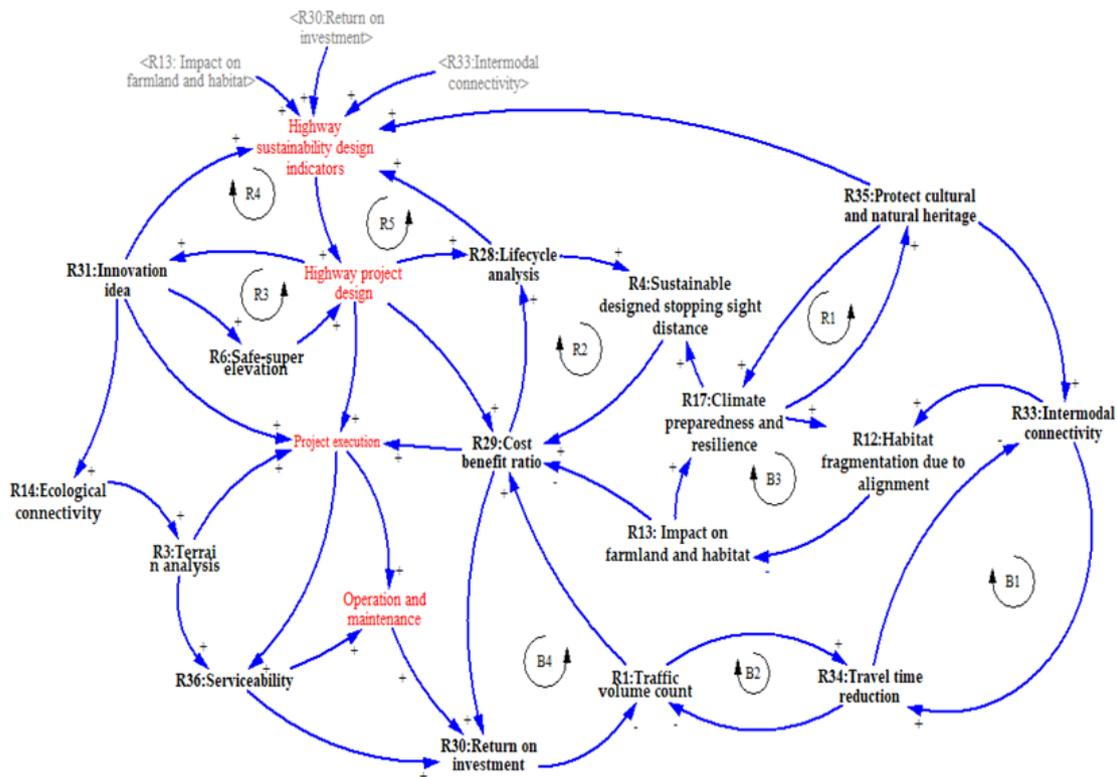 <R30:Return on
investment>
<R13: Impact on
farmland and habitat>
<R33:Intermodal
connectivity>
+
+
+
+
+
+
Highway
sustainability design
indicators
R4
R5
+
R35:Protect cultural
and natural heritage
+
+
+
+
+
R31:Innovation
idea
Highway project
design
R28:Lifecycle
analysis
R4:Sustainable
designed stopping sight
distance
R3
R1
+
+
+
R6:Safe-super
elevation
R2
+
+
+
R17:Climate
preparedness and
resilience
+
+
+
+
R33:Intermodal
connectivity
R12:Habitat
fragmentation due to
alignment
-
+
+
Project execution
+
R29:Cost
benefit ratio
+
-
+
B3
+
R14:Ecological
connectivity
+
+
R13: Impact on
farmland and habitat
-
R3:Terrai
n analysis
+
Operation and
maintenance
B1
+
+
+
R36:Serviceability
+
B4
R1:Traffic
volume count
B2
+
R34:Travel time
reduction
+
-
-
+
R30:Return on
investment
+